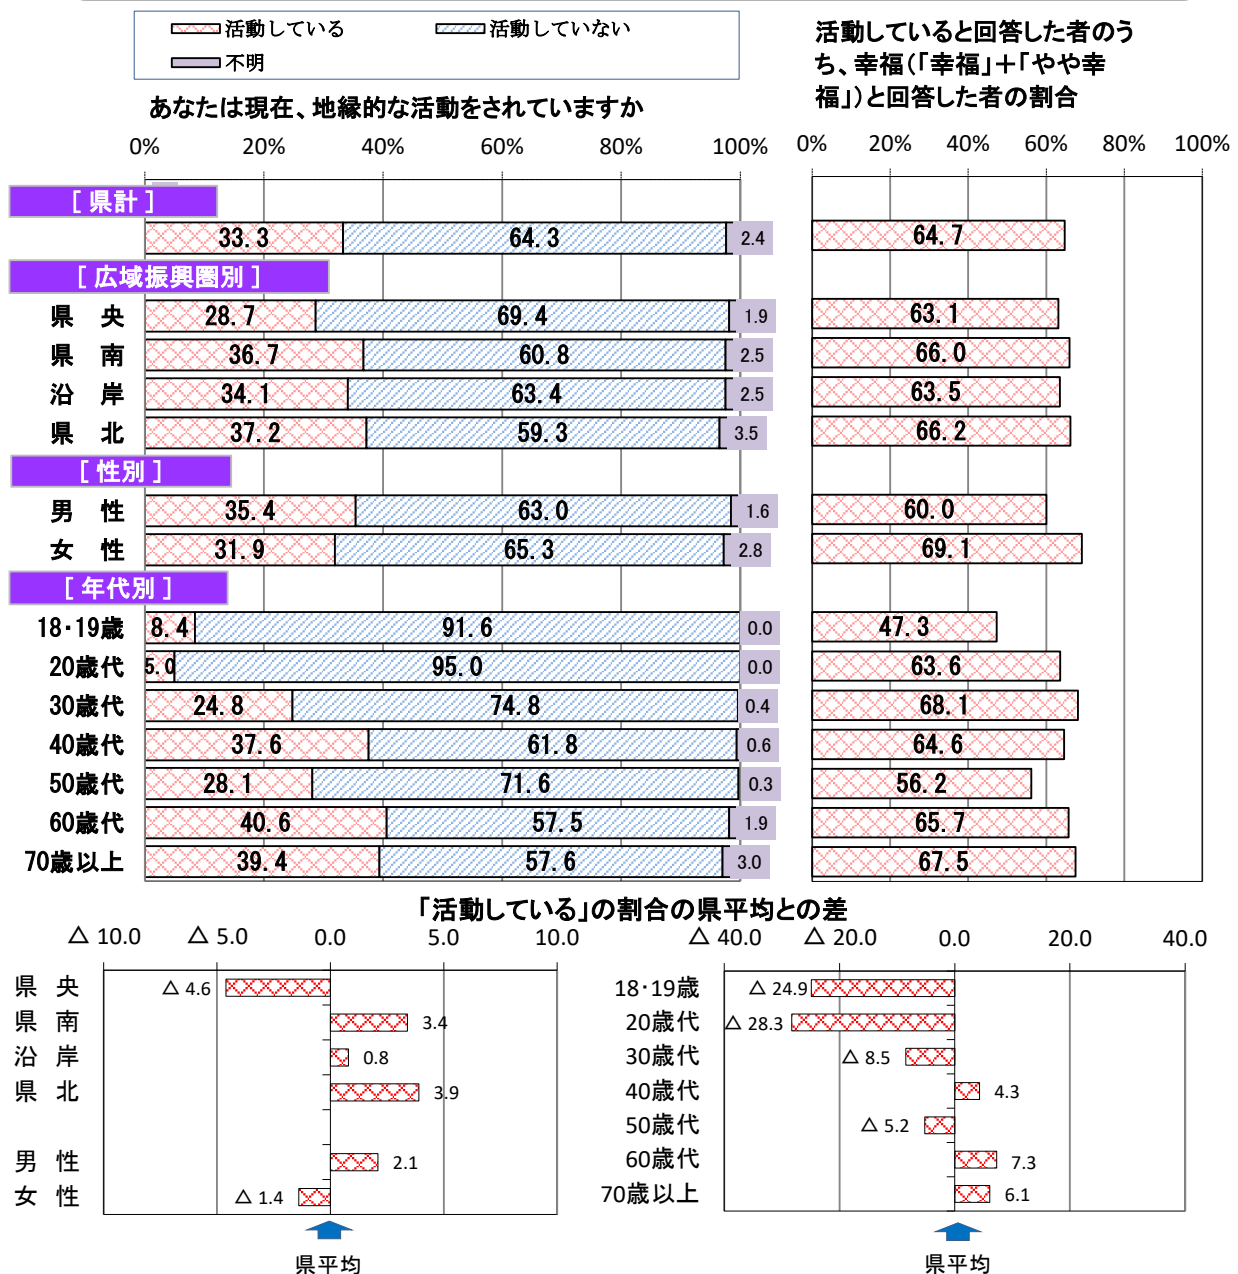 活動している 活動していない
不明
活動していると回答した者のう
ち、幸福(「幸福」＋「やや幸
福」)と回答した者の割合
あなたは現在、地縁的な活動をされていますか
0% 20% 40% 60% 80% 100% 0% 20% 40% 60% 80% 100%
[ 県計 ]
33.3 64.3 2.4 64.7
[ 広域振興圏別 ]
県 央 28.7 69.4 1.9 63.1
県 南 36.7 60.8 2.5 66.0
沿 岸 34.1 63.4 2.5 63.5
県 北 37.2 59.3 3.5 66.2
[ 性別 ]
男 性 35.4 63.0 1.6 60.0
女 性 31.9 65.3 2.8 69.1
[ 年代別 ]
18・19歳 8.4 91.6 0.0 47.3
20歳代 5.0 95.0 0.0 63.6
30歳代 24.8 74.8 0.4 68.1
40歳代 37.6 61.8 0.6 64.6
50歳代 28.1 71.6 0.3 56.2
60歳代 40.6 57.5 1.9 65.7
70歳以上 39.4 57.6 3.0 67.5
「活動している」の割合の県平均との差
△ 10.0 △ 5.0 0.0 5.0 10.0
県 央 △ 4.6
県 南 3.4
沿 岸 0.8
県 北 3.9
男 性 2.1
女 性 △ 1.4
県平均
△ 40.0 △ 20.0 0.0 20.0 40.0
18・19歳 △ 24.9
20歳代 △ 28.3
30歳代 △ 8.5
40歳代 4.3
50歳代 △ 5.2
60歳代 7.3
70歳以上 6.1
県平均